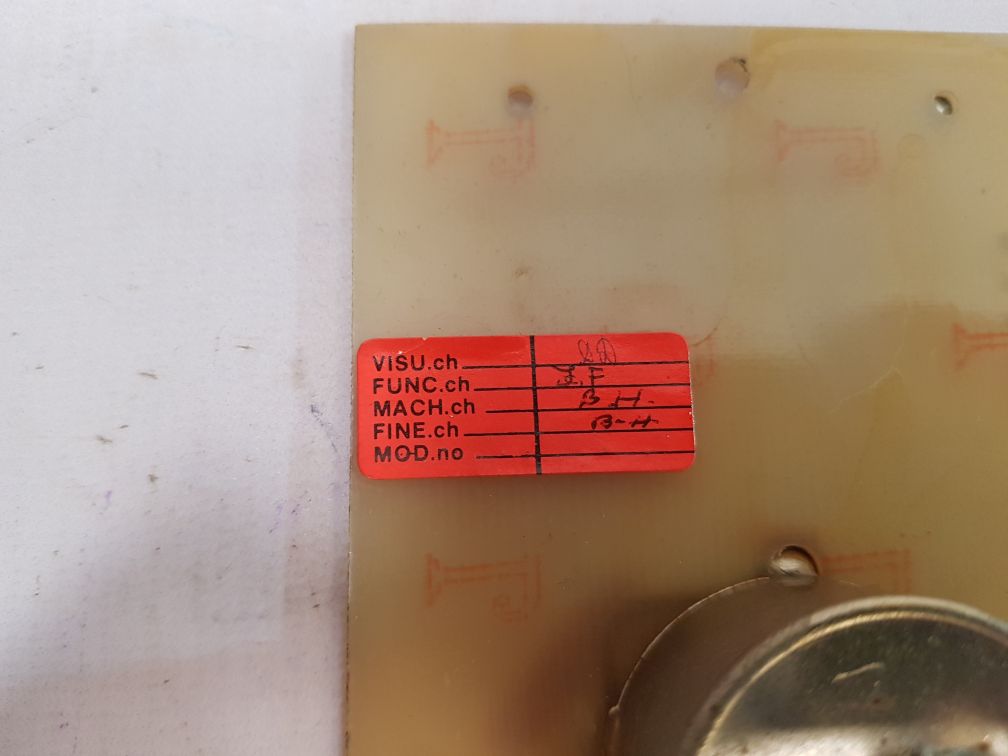 VISU.ch
FUNC.ch J.F
MACH.ch B-H.
FINE.ch B-H
MOD.no